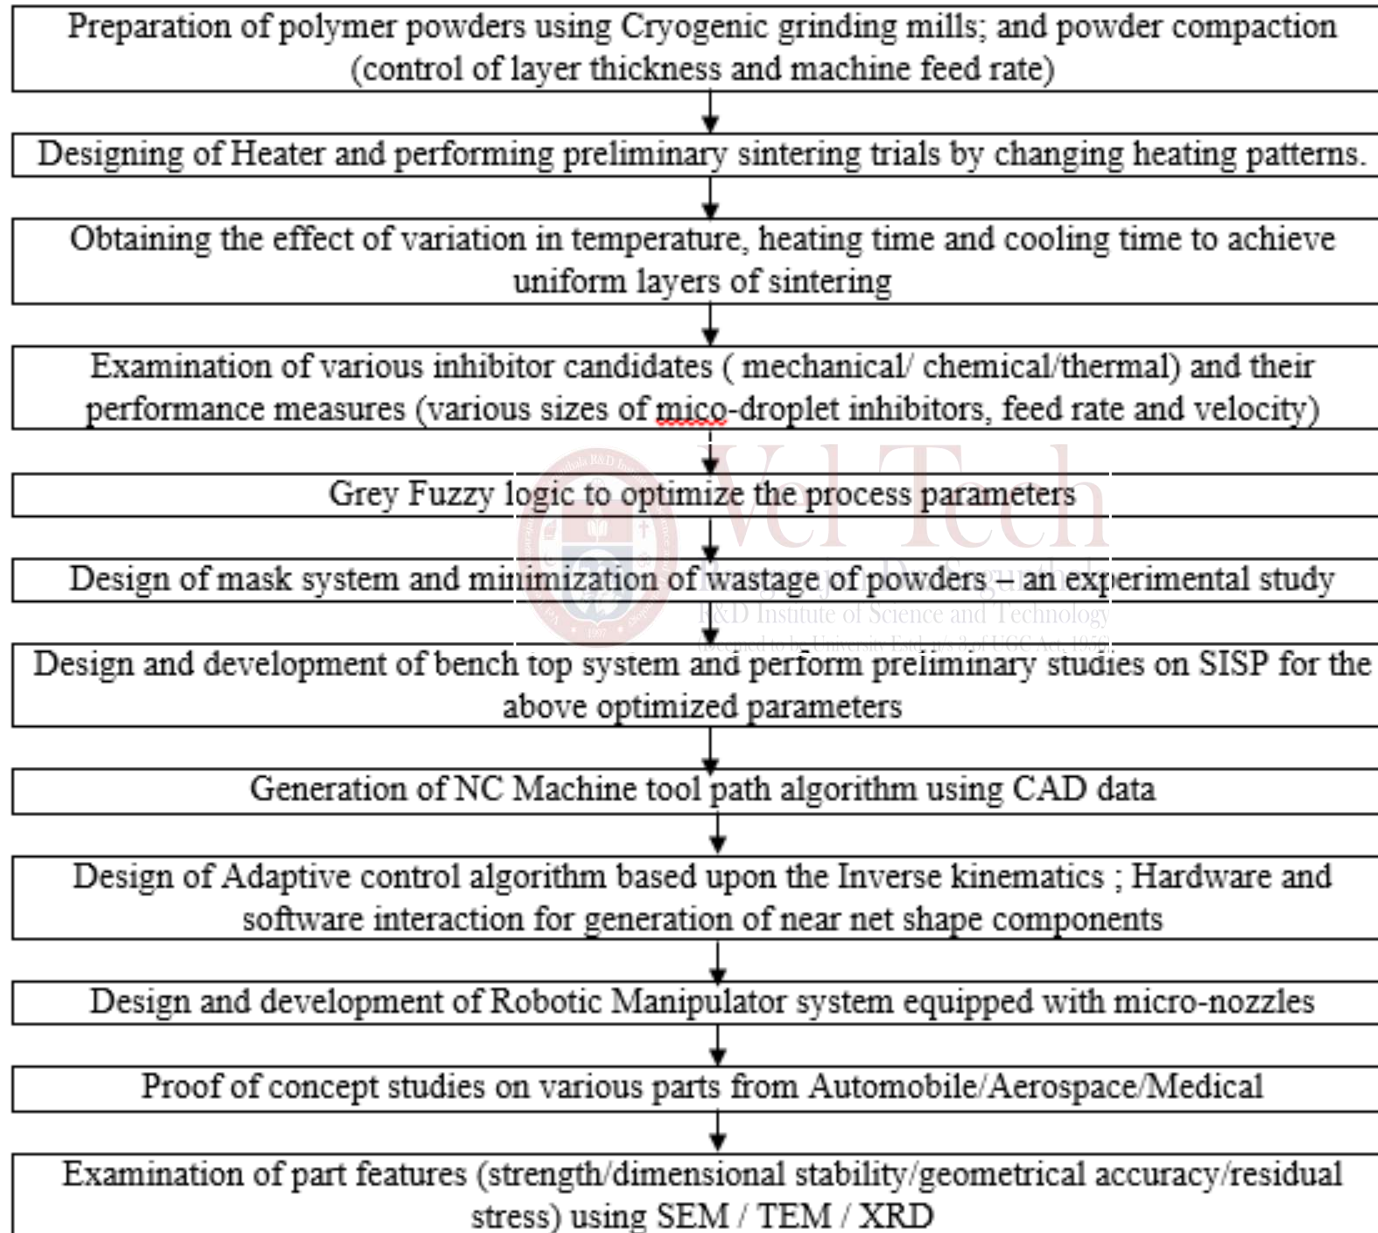 Preparation of polymer powders using Cryogenic grinding mills; and powder compaction
(control of layer thickness and machine feed rate)
Designing of Heater and performing preliminary sintering trials by changing heating patterns.
Obtaining the effect of variation in temperature, heating time and cooling time to achieve
uniform layers of sintering
Examination of various inhibitor candidates ( mechanical/ chemical/thermal) and their
performance measures (various sizes of mico-droplet inhibitors, feed rate and velocity)
Vel Tech
Grey Fuzzy logic to optimize the process parameters
Design of mask system and minimization of wastage of powders – an experimental study
R&D Institute of Science and Technology
Design and development of bench top system and perform preliminary studies on SISP for the
above optimized parameters
Generation of NC Machine tool path algorithm using CAD data
Design of Adaptive control algorithm based upon the Inverse kinematics ; Hardware and
software interaction for generation of near net shape components
Design and development of Robotic Manipulator system equipped with micro-nozzles
Proof of concept studies on various parts from Automobile/Aerospace/Medical
Examination of part features (strength/dimensional stability/geometrical accuracy/residual
stress) using SEM / TEM / XRD